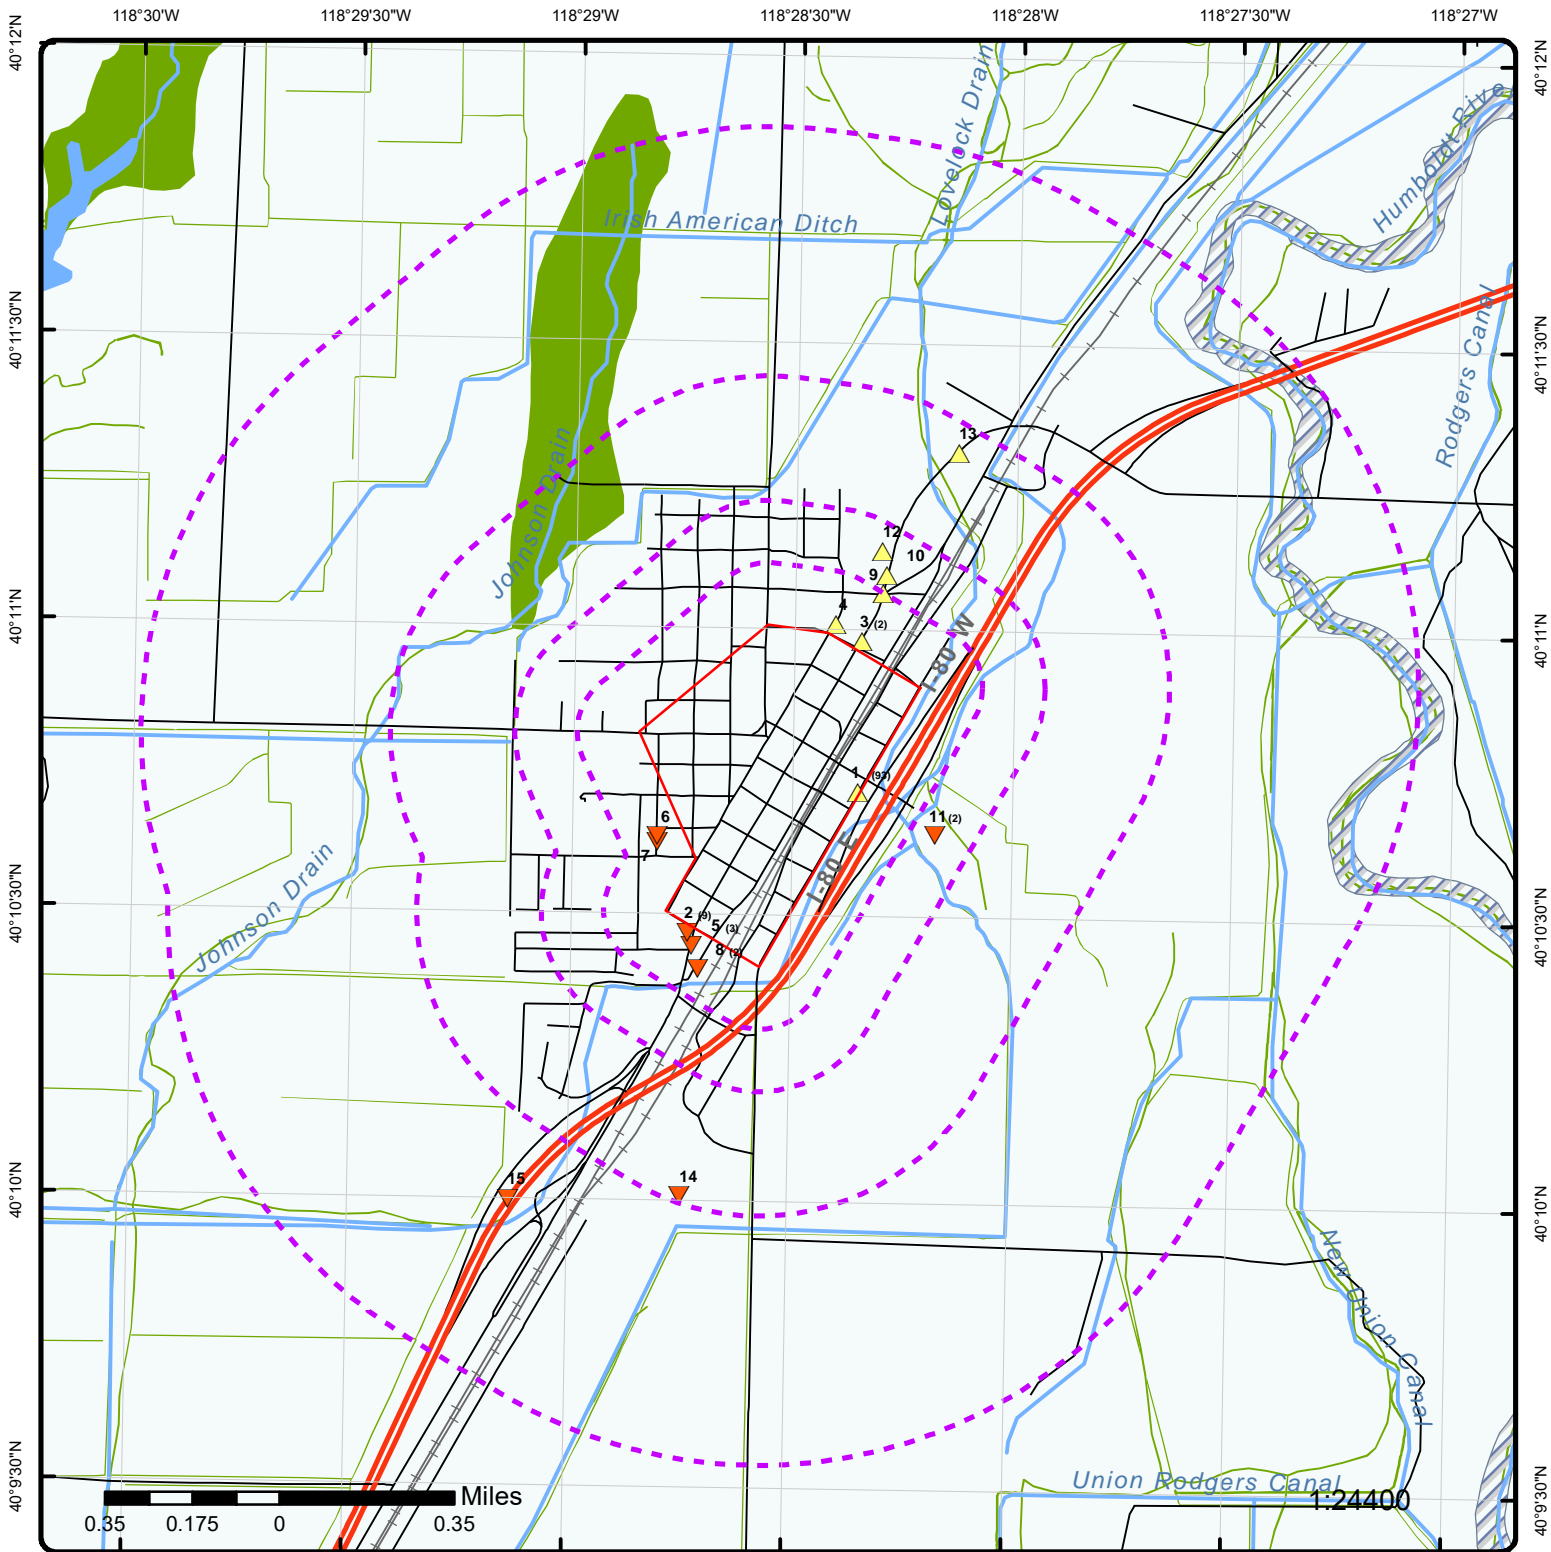 118°30'W 118°29'30"W 118°29'W 118°28'30"W 118°28'W 118°27'30"W 118°27'W
40°12'N
40°12'N
Lovelock Drain
Humboldt River
Irish American Ditch
40°11'30"N
40°11'30"N
Rodgers Canal
13
Johnson Drain
12
10
9
4
3 (2)
40°11'N
40°11'N
I-80 W
1 (93)
6
11 (2)
7
I-80 E
Johnson Drain
40°10'30"N
40°10'30"N
2 (9)
5 (3)
8 (2)
15
14
40°10'N
40°10'N
New Union Canal
Union Rodgers Canal
40°9'30"N
40°9'30"N
Miles
1:24400
0.35 0.175 0 0.35